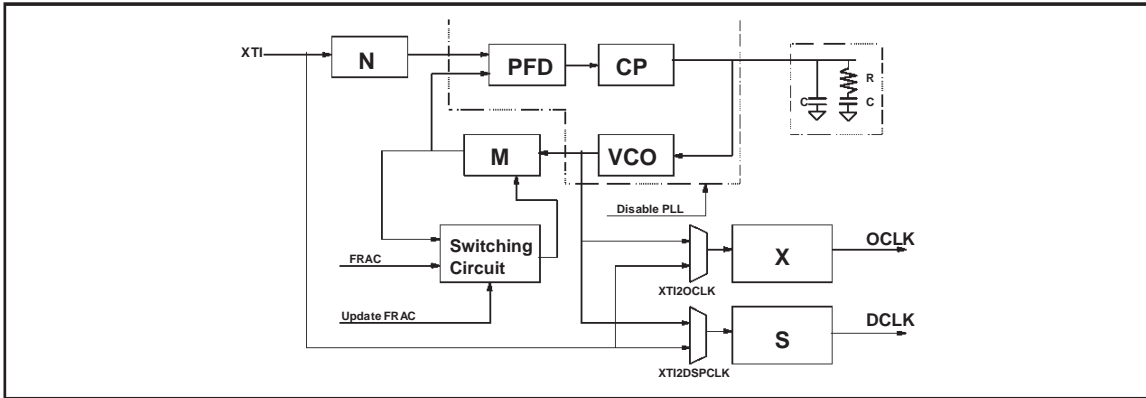 XTI
N
PFD
CP
R
C
C
M
VCO
Disable PLL
Switching
Circuit
FRAC
Update FRAC
X
OCLK
XTI2OCLK
S
DCLK
XTI2DSPCLK